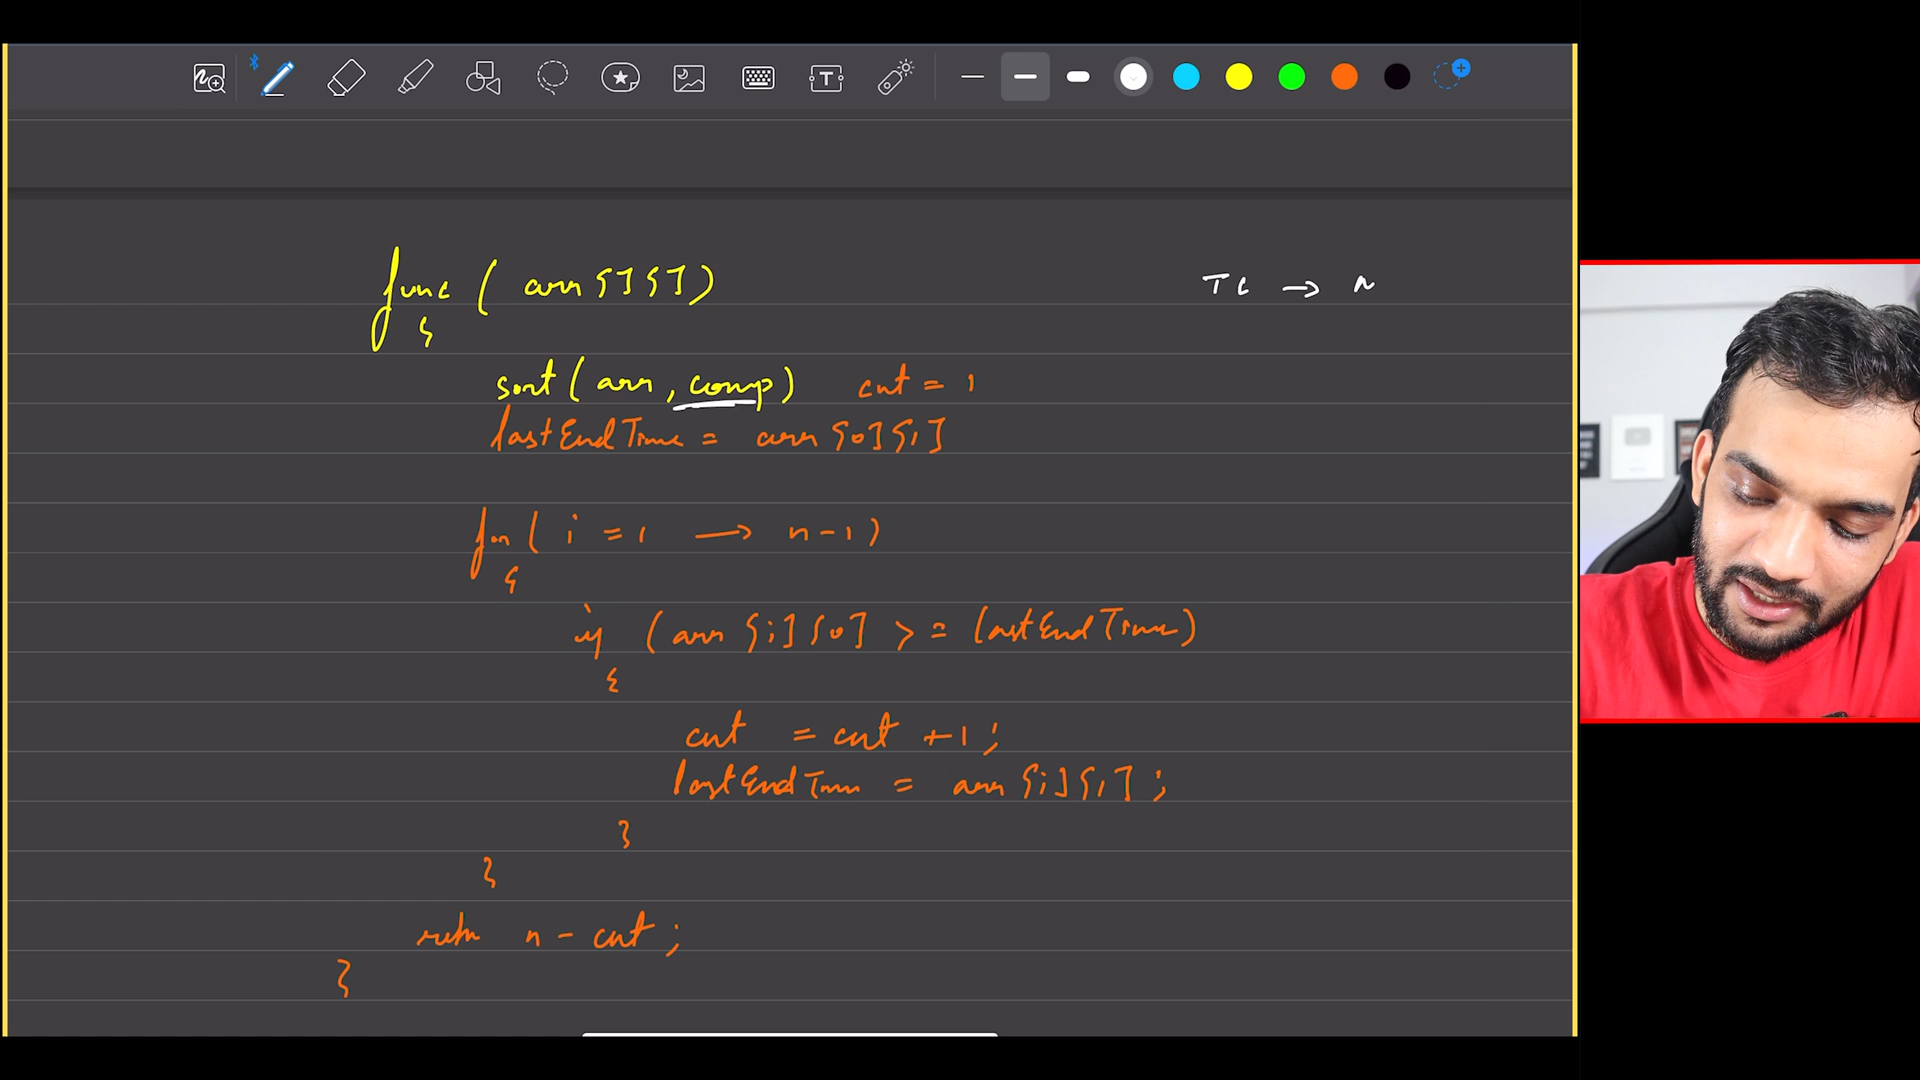 func ( arr [ ] [ ] )
TC → n
{
sort ( arr , comp ) cnt = 1
lastEndTime = arr [0] [1]
for ( i = 1 → n-1 )
{
if ( arr [i] [0] >= lastEndTime )
{
cnt = cnt +1 ;
lastEndTime = arr [i] [1] ;
}
}
return n - cnt ;
}